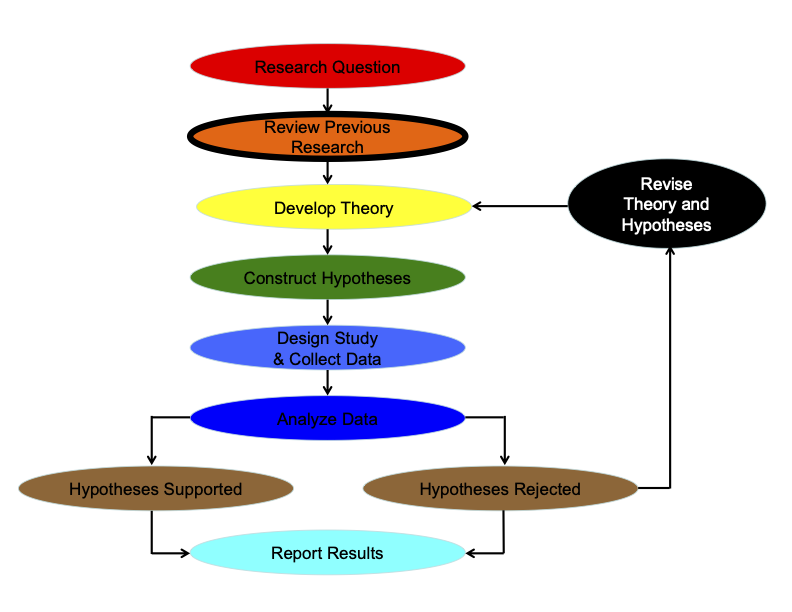 Research Question
Review Previous
Research
Develop Theory
Revise
Theory and
Hypotheses
Construct Hypotheses
Design Study
& Collect Data
Analyze Data
Hypotheses Supported
Hypotheses Rejected
Report Results